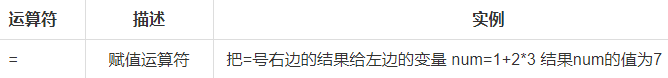 运算符 描述 实例
= 赋值运算符 把=号右边的结果给左边的变量 num=1+2*3 结果num的值为7